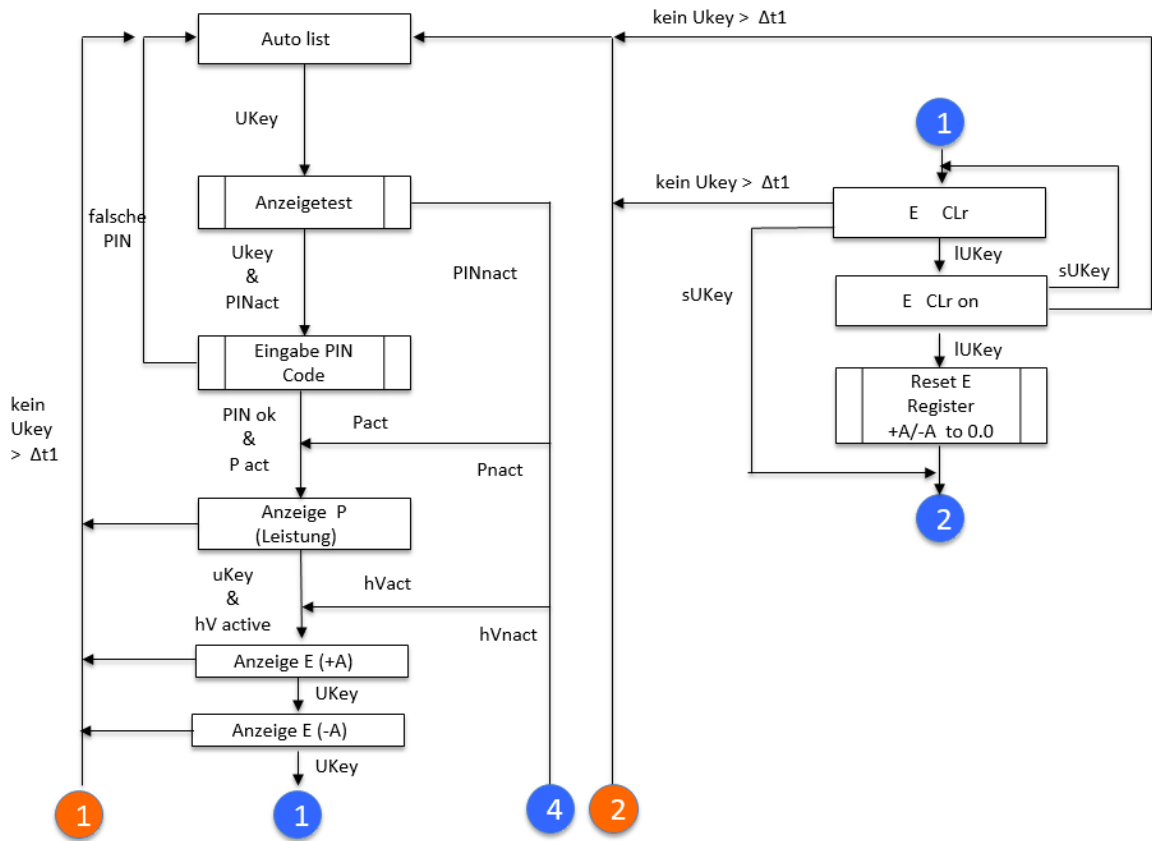 kein Ukey > Δt1
Auto list
UKey
1
kein Ukey > Δt1
Anzeigetest
E CLr
falsche
PIN
Ukey
&
PINact
PINnact
lUKey
sUKey
sUKey
E CLr on
Eingabe PIN
Code
lUKey
Reset E
Register
+A/-A to 0.0
kein
Ukey
> Δt1
PIN ok
&
P act
Pact
Pnact
2
Anzeige P
(Leistung)
uKey
&
hV active
hVact
hVnact
Anzeige E (+A)
UKey
Anzeige E (-A)
UKey
1
1
4
2